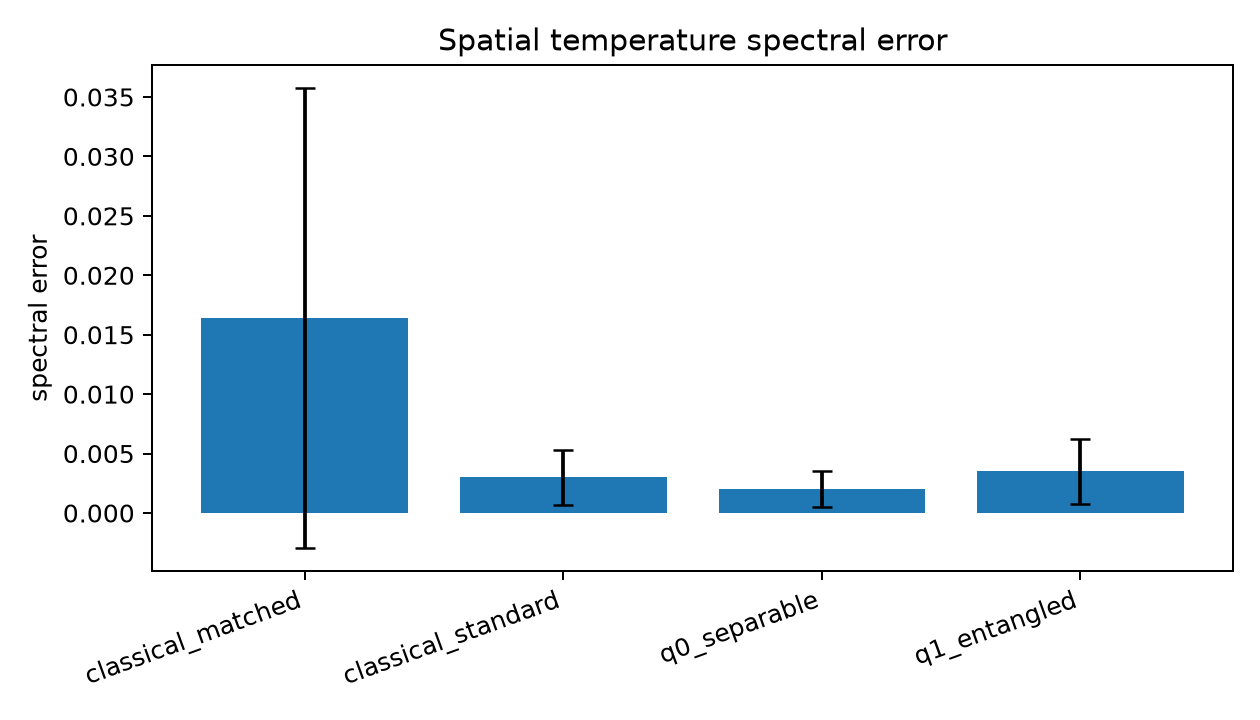 Spatial temperature spectral error
spectral error
0.035
0.030
0.025
0.020
0.015
0.010
0.005
0.000
classical_matched
classical_standard
q0_separable
q1_entangled